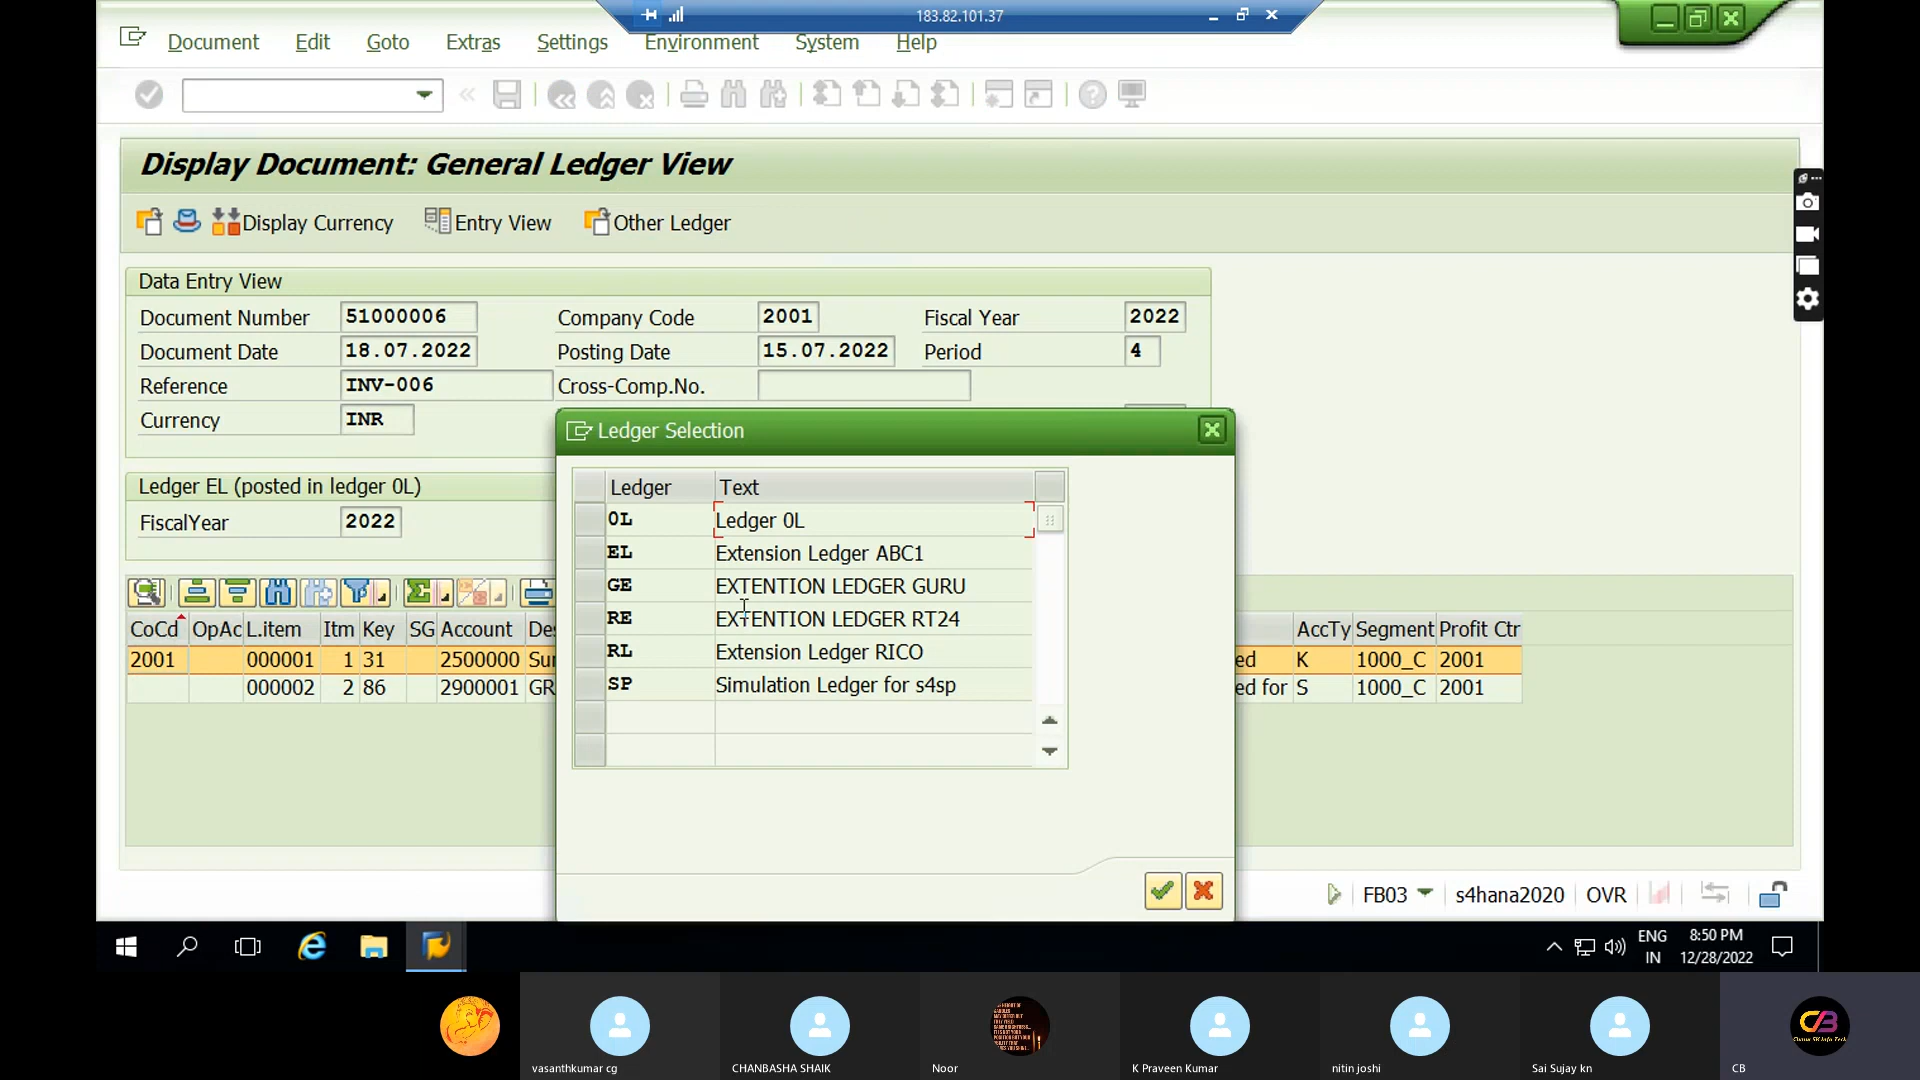 183.82.101.37
Document Edit Goto Extras Settings Environment System Help
Display Document: General Ledger View
Display Currency Entry View Other Ledger
Data Entry View
Document Number 51000006 Company Code 2001 Fiscal Year 2022
Document Date 18.07.2022 Posting Date 15.07.2022 Period 4
Reference INV-006 Cross-Comp.No.
Currency INR
Ledger Selection
Ledger EL (posted in ledger 0L)
FiscalYear 2022
Ledger Text
0L Ledger 0L
EL Extension Ledger ABC1
GE EXTENTION LEDGER GURU
RE EXTENTION LEDGER RT24
RL Extension Ledger RICO
SP Simulation Ledger for s4sp
CoCd OpAc L.item Itm Key SG Account Des AccTy Segment Profit Ctr
2001 000001 1 31 2500000 Sun ed K 1000_C 2001
000002 2 86 2900001 GR ed for S 1000_C 2001
FB03 s4hana2020 OVR
ENG
IN
8:50 PM
12/28/2022
CB
vasanthkumar cg CHANBASHA SHAIK Noor K Praveen Kumar nitin joshi Sai Sujay kn CB